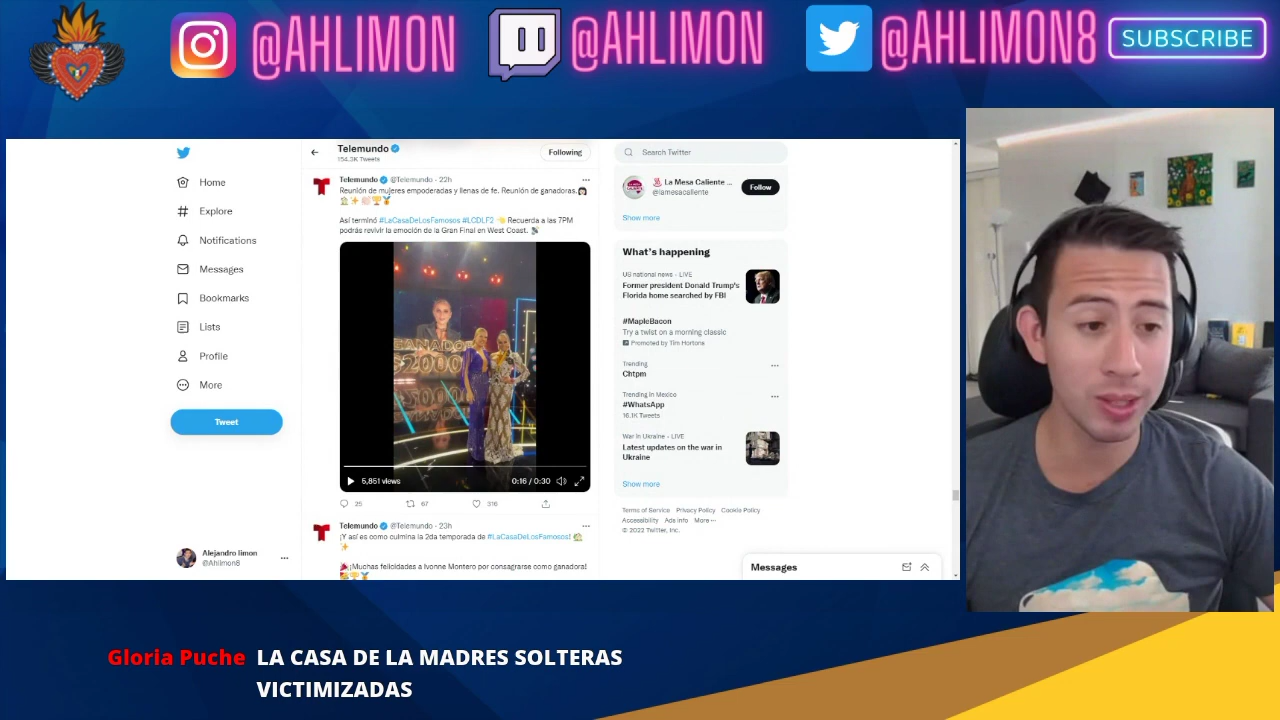 @AHLIMON
@AHLIMON
@AHLIMON8
SUBSCRIBE
Home
Explore
Notifications
Messages
Bookmarks
Lists
Profile
More
Tweet
Alejandro limon
@Ahlimon8
Telemundo
154.3K Tweets
Following
Telemundo @Telemundo · 22h
Reunión de mujeres empoderadas y llenas de fe. Reunión de ganadoras.
Así terminó #LaCasaDeLosFamosos #LCDLF2 👈 Recuerda a las 7PM
podrás revivir la emoción de la Gran Final en West Coast.
5,851 views
0:16 / 0:30
25
67
316
Telemundo @Telemundo · 23h
¡Y así es como culmina la 2da temporada de #LaCasaDeLosFamosos!
¡Muchas felicidades a Ivonne Montero por consagrarse como ganadora!
Search Twitter
La Mesa Caliente ...
@lamesacaliente
Follow
Show more
What's happening
US national news · LIVE
Former president Donald Trump's
Florida home searched by FBI
#MapleBacon
Try a twist on a morning classic
Promoted by Tim Hortons
Trending
Chtpm
Trending in Mexico
#WhatsApp
16.1K Tweets
War in Ukraine · LIVE
Latest updates on the war in
Ukraine
Show more
Terms of Service Privacy Policy Cookie Policy
Accessibility Ads info More ···
© 2022 Twitter, Inc.
Messages
Gloria Puche LA CASA DE LA MADRES SOLTERAS
VICTIMIZADAS